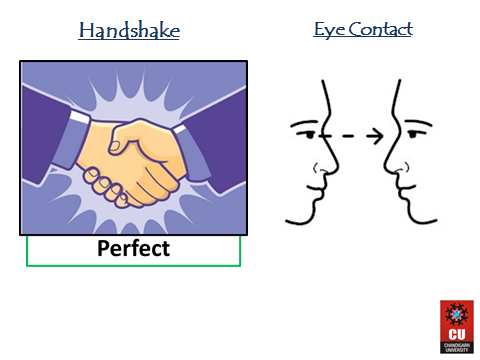 Handshake
Eye Contact
Perfect
CU
CHANDIGARH
UNIVERSITY